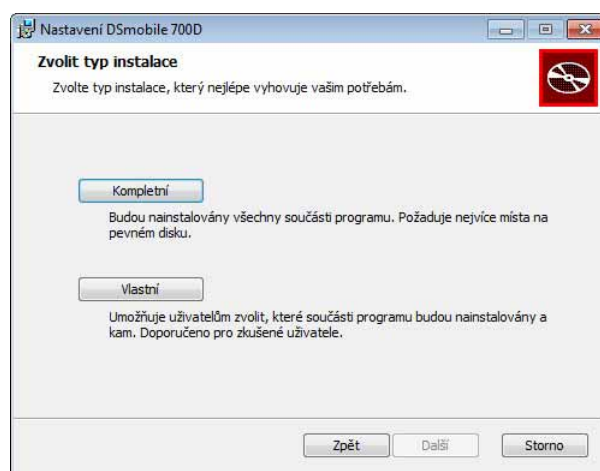 Nastavení DSmobile 700D
Zvolit typ instalace
Zvolte typ instalace, který nejlépe vyhovuje vašim potřebám.
Kompletní
Budou nainstalovány všechny součásti programu. Požaduje nejvíce místa na
pevném disku.
Vlastní
Umožňuje uživatelům zvolit, které součásti programu budou nainstalovány a
kam. Doporučeno pro zkušené uživatele.
Zpět Další Storno